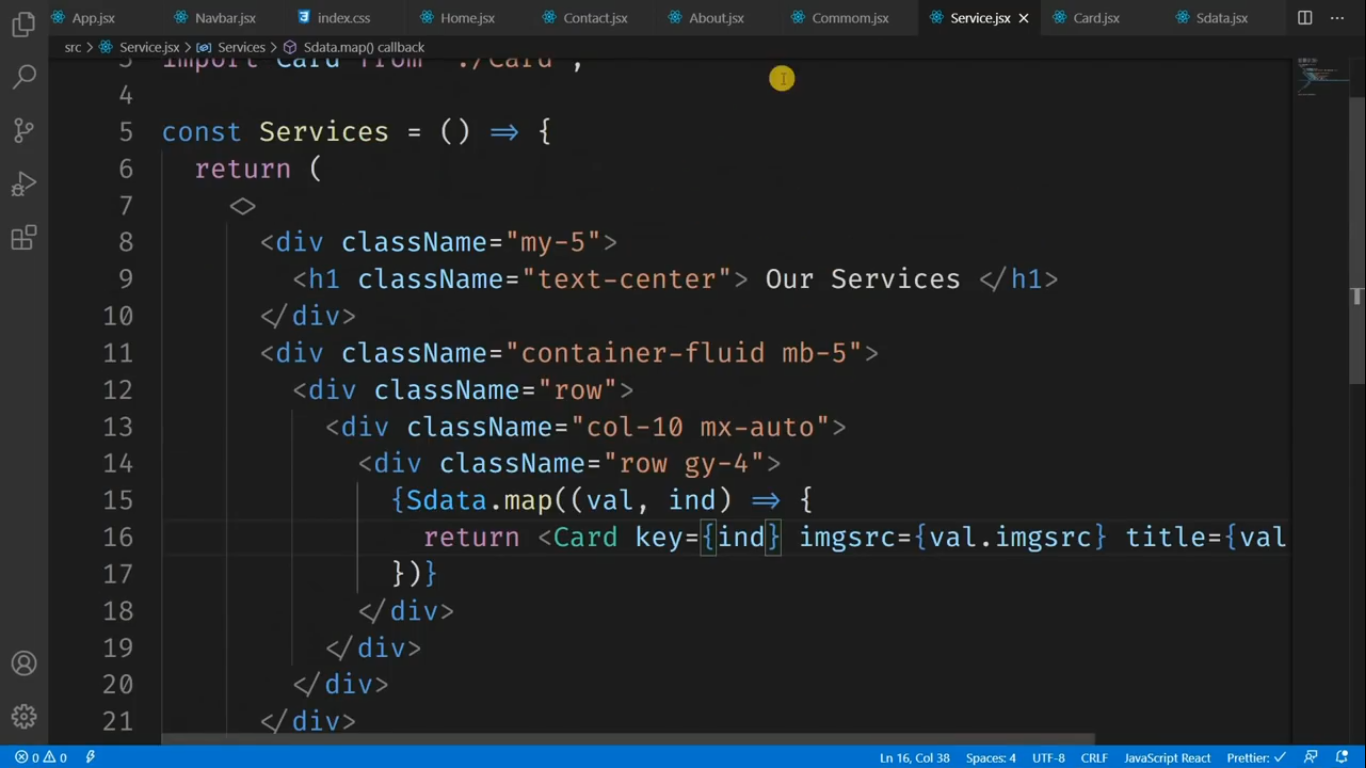 App.jsx Navbar.jsx index.css Home.jsx Contact.jsx About.jsx Commom.jsx Service.jsx Card.jsx Sdata.jsx
src > Service.jsx > Services > Sdata.map() callback
3 import Card from "./Card";
4
5 const Services = () => {
6 return (
7 <>
8 <div className="my-5">
9 <h1 className="text-center"> Our Services </h1>
10 </div>
11 <div className="container-fluid mb-5">
12 <div className="row">
13 <div className="col-10 mx-auto">
14 <div className="row gy-4">
15 {Sdata.map((val, ind) => {
16 return <Card key={ind} imgsrc={val.imgsrc} title={val
17 })}
18 </div>
19 </div>
20 </div>
21 </div>
0 0 Ln 16, Col 38 Spaces: 4 UTF-8 CRLF JavaScript React Prettier: ✓